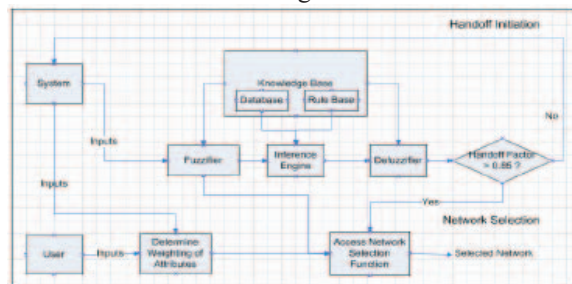 Handoff Initiation
System
Knowledge Base
Database
Rule Base
No
Inputs
Fuzzifier
Inference
Engine
Defuzzifier
Handoff Factor
> 0.85 ?
Inputs
Yes
Network Selection
User
Inputs
Determine
Weighting of
Attributes
Access Network
Selection
Function
Selected Network